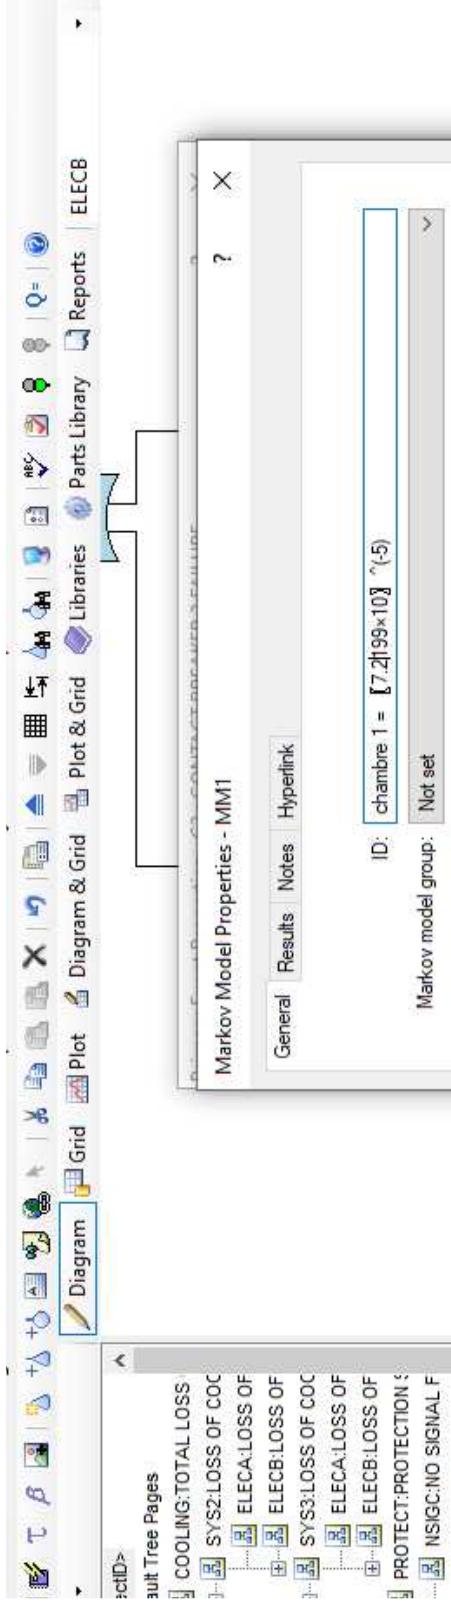 τ β
ABC
Q=
Diagram Grid Plot Diagram & Grid Plot & Grid Libraries Parts Library Reports ELECB
ectID>
ault Tree Pages
COOLING:TOTAL LOSS
SYS2:LOSS OF COC
ELECA:LOSS OF
ELECB:LOSS OF
SYS3:LOSS OF COC
ELECA:LOSS OF
ELECB:LOSS OF
PROTECT:PROTECTION S
NSIGC:NO SIGNAL F
Markov Model Properties - MM1 ? ×
General Results Notes Hyperlink
ID: chambre 1 = 〖7.2199×10〗 ^(-5)
Markov model group: Not set